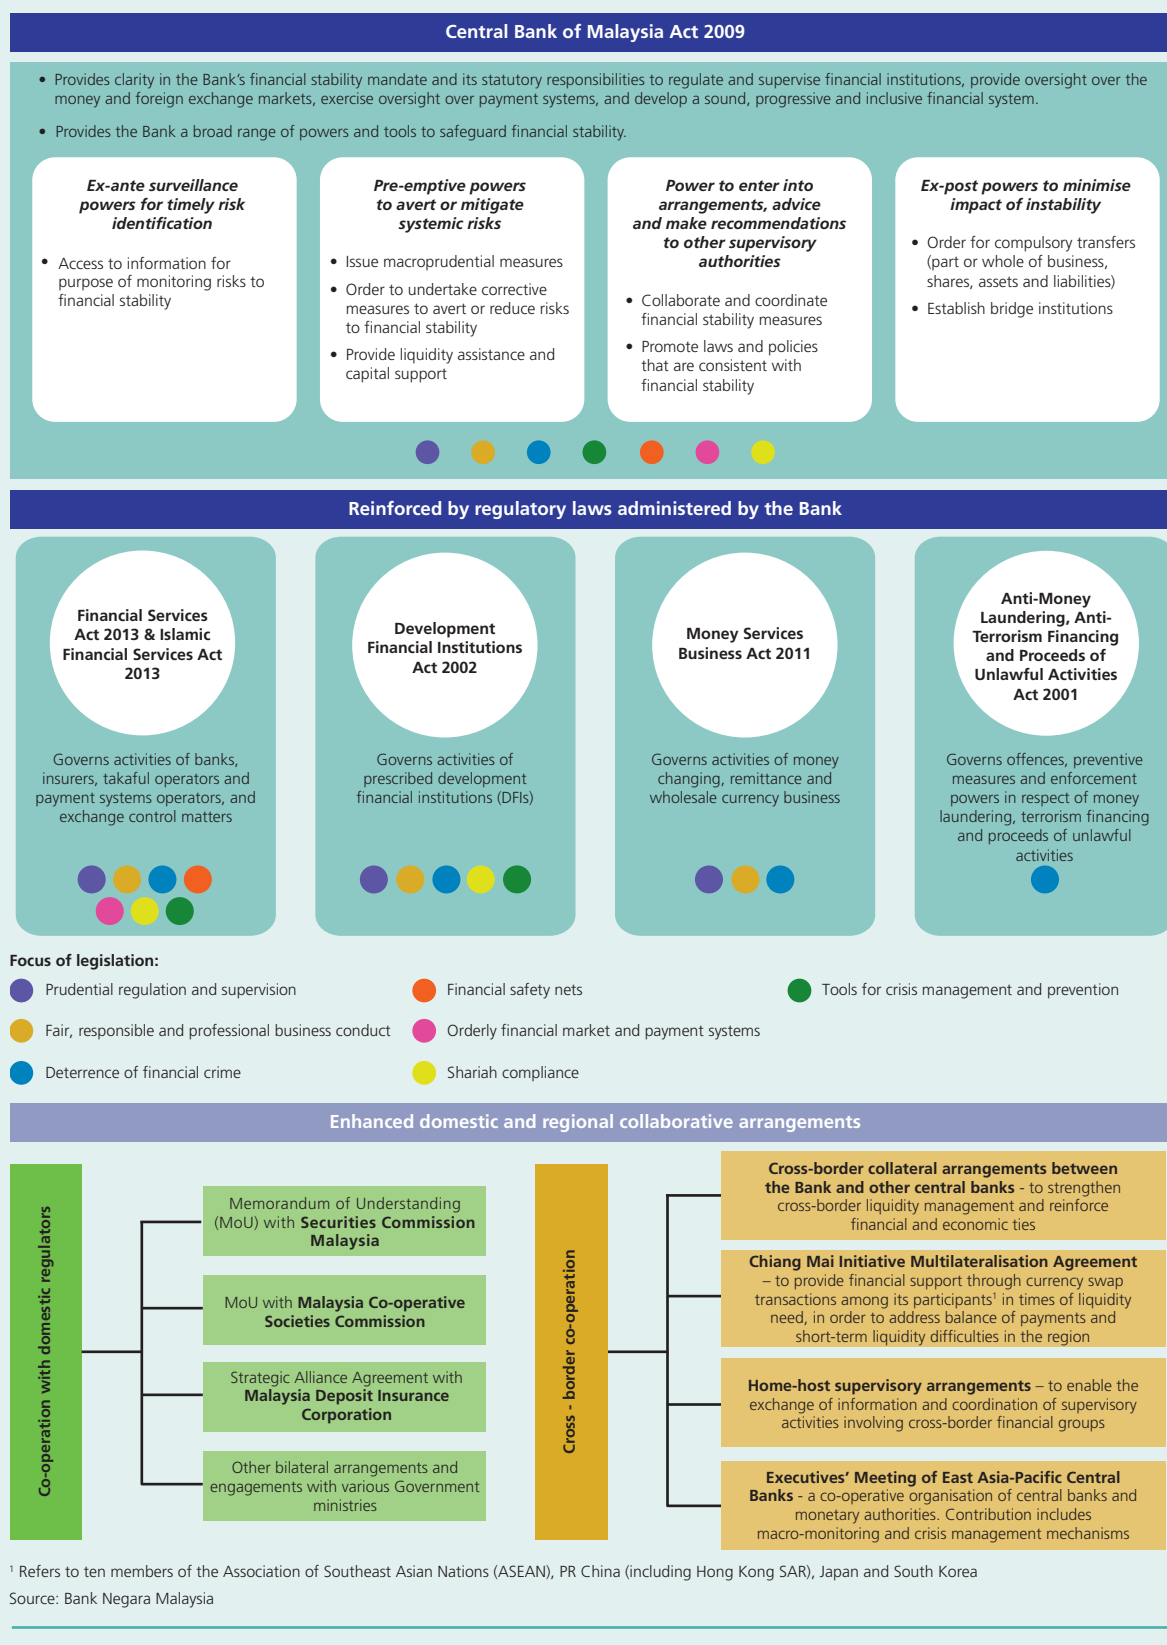 Central Bank of Malaysia Act 2009
• Provides clarity in the Bank’s financial stability mandate and its statutory responsibilities to regulate and supervise financial institutions, provide oversight over the
money and foreign exchange markets, exercise oversight over payment systems, and develop a sound, progressive and inclusive financial system.
• Provides the Bank a broad range of powers and tools to safeguard financial stability.
Ex-ante surveillance
powers for timely risk
identification
• Access to information for
purpose of monitoring risks to
financial stability
Pre-emptive powers
to avert or mitigate
systemic risks
• Issue macroprudential measures
• Order to undertake corrective
measures to avert or reduce risks
to financial stability
• Provide liquidity assistance and
capital support
Power to enter into
arrangements, advice
and make recommendations
to other supervisory
authorities
• Collaborate and coordinate
financial stability measures
• Promote laws and policies
that are consistent with
financial stability
Ex-post powers to minimise
impact of instability
• Order for compulsory transfers
(part or whole of business,
shares, assets and liabilities)
• Establish bridge institutions
Reinforced by regulatory laws administered by the Bank
Financial Services
Act 2013 & Islamic
Financial Services Act
2013
Governs activities of banks,
insurers, takaful operators and
payment systems operators, and
exchange control matters
Development
Financial Institutions
Act 2002
Governs activities of
prescribed development
financial institutions (DFIs)
Money Services
Business Act 2011
Governs activities of money
changing, remittance and
wholesale currency business
Anti-Money
Laundering, Anti-
Terrorism Financing
and Proceeds of
Unlawful Activities
Act 2001
Governs offences, preventive
measures and enforcement
powers in respect of money
laundering, terrorism financing
and proceeds of unlawful
activities
Focus of legislation:
Prudential regulation and supervision
Fair, responsible and professional business conduct
Deterrence of financial crime
Financial safety nets
Orderly financial market and payment systems
Shariah compliance
Tools for crisis management and prevention
Enhanced domestic and regional collaborative arrangements
Co-operation with domestic regulators
Memorandum of Understanding
(MoU) with Securities Commission
Malaysia
MoU with Malaysia Co-operative
Societies Commission
Strategic Alliance Agreement with
Malaysia Deposit Insurance
Corporation
Other bilateral arrangements and
engagements with various Government
ministries
Cross - border co-operation
Cross-border collateral arrangements between
the Bank and other central banks - to strengthen
cross-border liquidity management and reinforce
financial and economic ties
Chiang Mai Initiative Multilateralisation Agreement
– to provide financial support through currency swap
transactions among its participants¹ in times of liquidity
need, in order to address balance of payments and
short-term liquidity difficulties in the region
Home-host supervisory arrangements – to enable the
exchange of information and coordination of supervisory
activities involving cross-border financial groups
Executives’ Meeting of East Asia-Pacific Central
Banks - a co-operative organisation of central banks and
monetary authorities. Contribution includes
macro-monitoring and crisis management mechanisms
¹ Refers to ten members of the Association of Southeast Asian Nations (ASEAN), PR China (including Hong Kong SAR), Japan and South Korea
Source: Bank Negara Malaysia